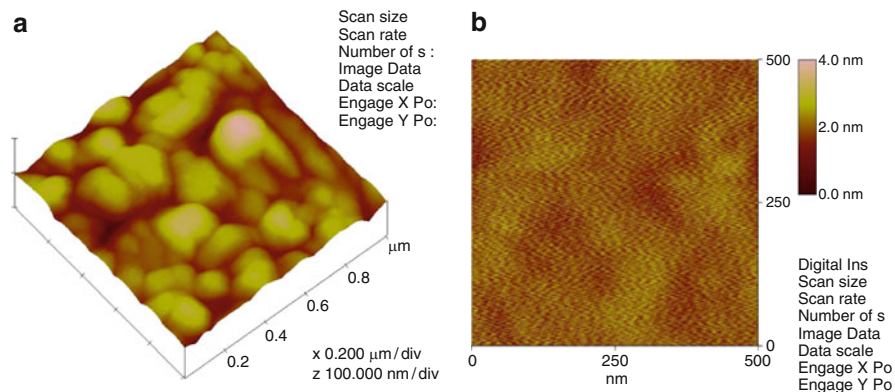 a
Scan size
Scan rate
Number of s :
Image Data
Data scale
Engage X Po:
Engage Y Po:
μm
0.8
0.6
0.4
0.2
x 0.200 μm/div
z 100.000 nm/div
b
500
4.0 nm
2.0 nm
250
0.0 nm
0
0
250
500
nm
Digital Ins
Scan size
Scan rate
Number of s
Image Data
Data scale
Engage X Po
Engage Y Po